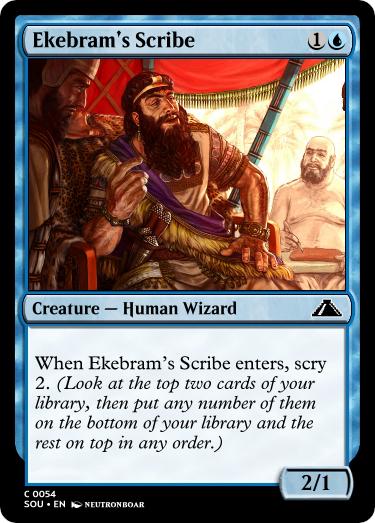 Ekebram's Scribe 1
Creature — Human Wizard
When Ekebram's Scribe enters, scry
2. (Look at the top two cards of your
library, then put any number of them
on the bottom of your library and the
rest on top in any order.)
2/1
C 0054
SOU • EN NEUTRONBOAR